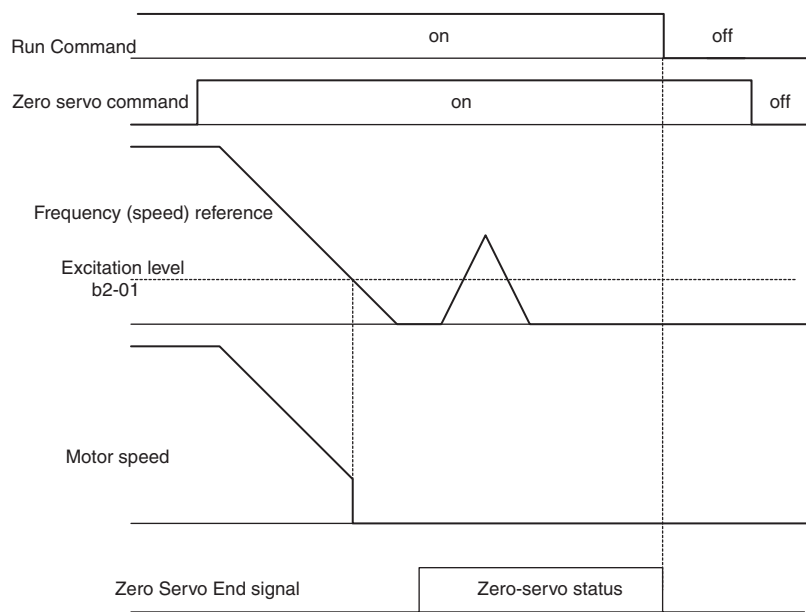 Run Command
on
off
Zero servo command
on
off
Frequency (speed) reference
Excitation level
b2-01
Motor speed
Zero Servo End signal
Zero-servo status